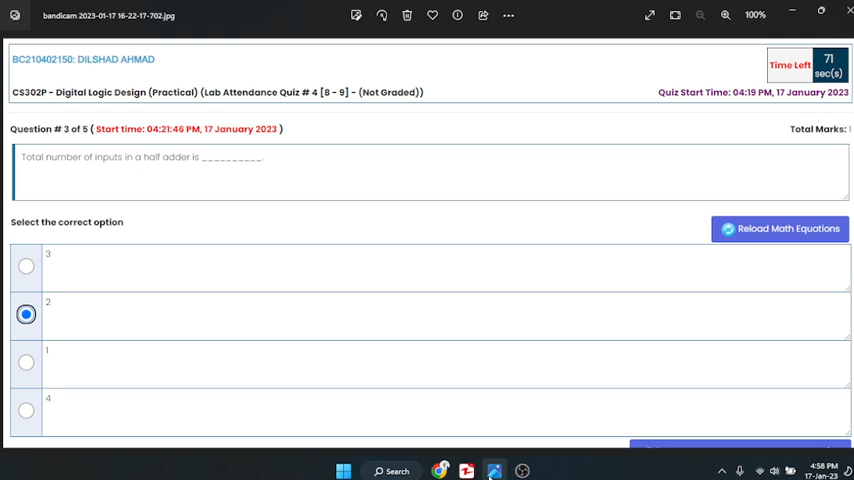 bandicam 2023-01-17 16-22-17-702.jpg
100%
BC210402150: DILSHAD AHMAD
Time Left
71
sec(s)
CS302P - Digital Logic Design (Practical) (Lab Attendance Quiz # 4 [8 - 9] - (Not Graded))
Quiz Start Time: 04:19 PM, 17 January 2023
Question # 3 of 5 ( Start time: 04:21:46 PM, 17 January 2023 )
Total Marks: 1
Total number of inputs in a half adder is __________.
Select the correct option
Reload Math Equations
3
2
1
4
Search
4:58 PM
17-Jan-23